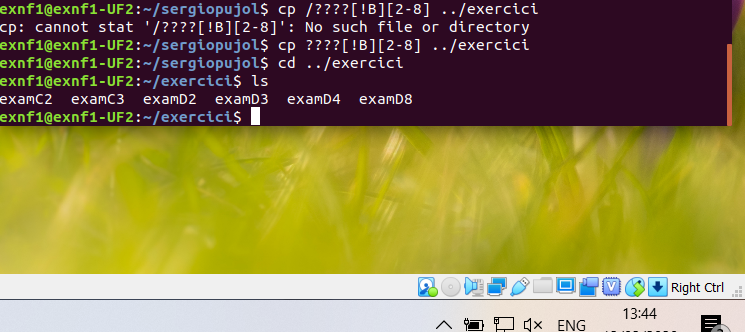 exnf1@exnf1-UF2:~/sergiopujol$ cp /????[!B][2-8] ../exercici
cp: cannot stat '/????[!B][2-8]': No such file or directory
exnf1@exnf1-UF2:~/sergiopujol$ cp ????[!B][2-8] ../exercici
exnf1@exnf1-UF2:~/sergiopujol$ cd ../exercici
exnf1@exnf1-UF2:~/exercici$ ls
examC2  examC3  examD2  examD3  examD4  examD8
exnf1@exnf1-UF2:~/exercici$
Right Ctrl
ENG
13:44